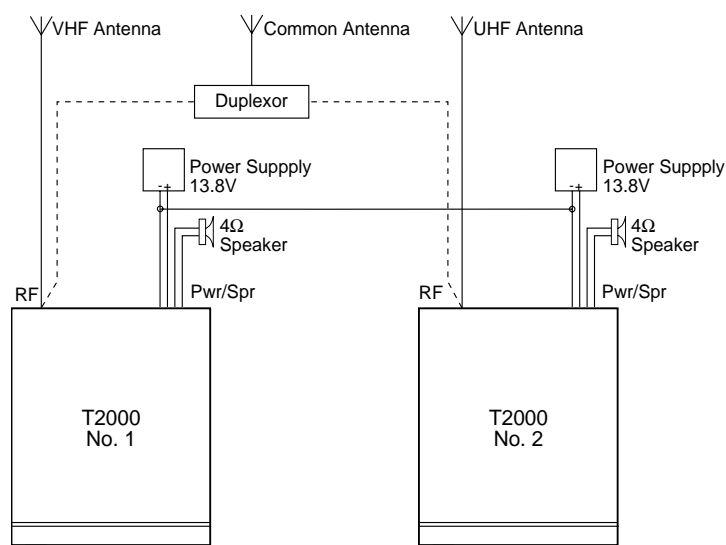 VHF Antenna
Common Antenna
UHF Antenna
Duplexor
Power Suppply
13.8V
- +
Power Suppply
13.8V
- +
4Ω
Speaker
4Ω
Speaker
RF
Pwr/Spr
RF
Pwr/Spr
T2000
No. 1
T2000
No. 2